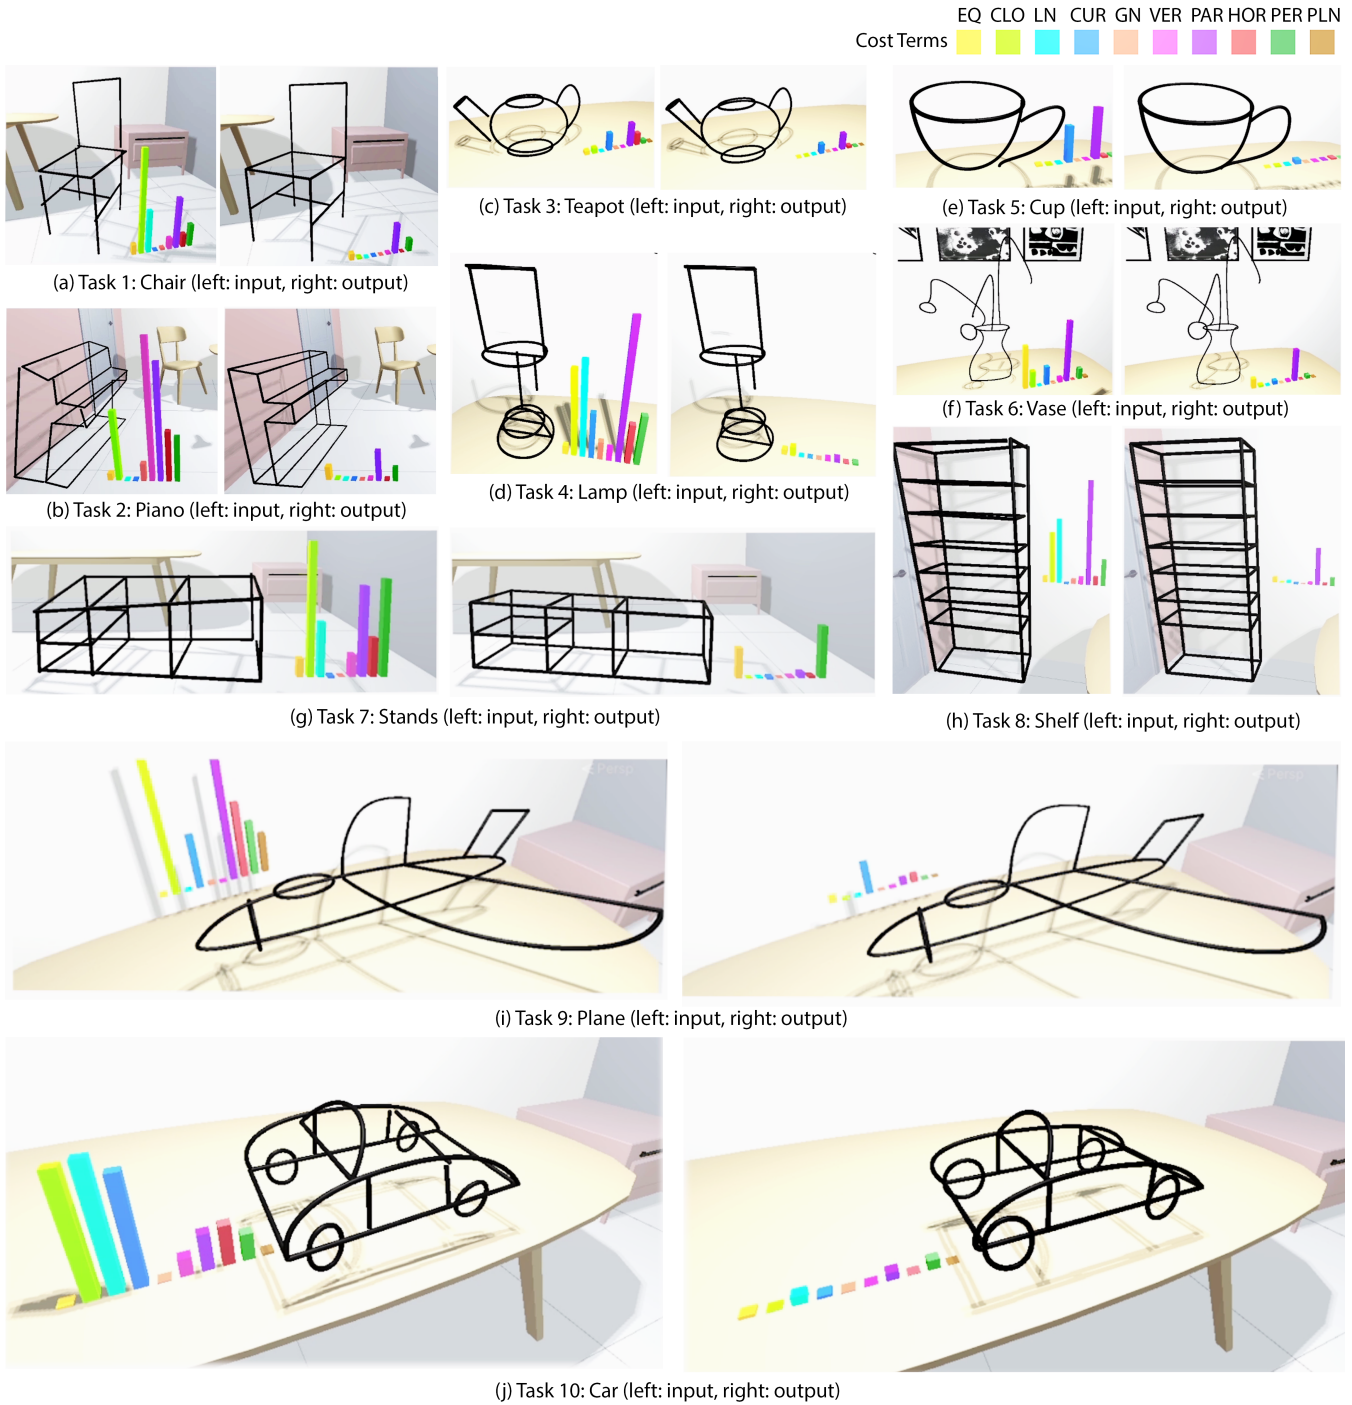 EQ CLO LN CUR GN VER PAR HOR PER PLN
Cost Terms
(a) Task 1: Chair (left: input, right: output)
(b) Task 2: Piano (left: input, right: output)
(c) Task 3: Teapot (left: input, right: output)
(d) Task 4: Lamp (left: input, right: output)
(e) Task 5: Cup (left: input, right: output)
(f) Task 6: Vase (left: input, right: output)
(g) Task 7: Stands (left: input, right: output)
(h) Task 8: Shelf (left: input, right: output)
Persp
Persp
(i) Task 9: Plane (left: input, right: output)
(j) Task 10: Car (left: input, right: output)